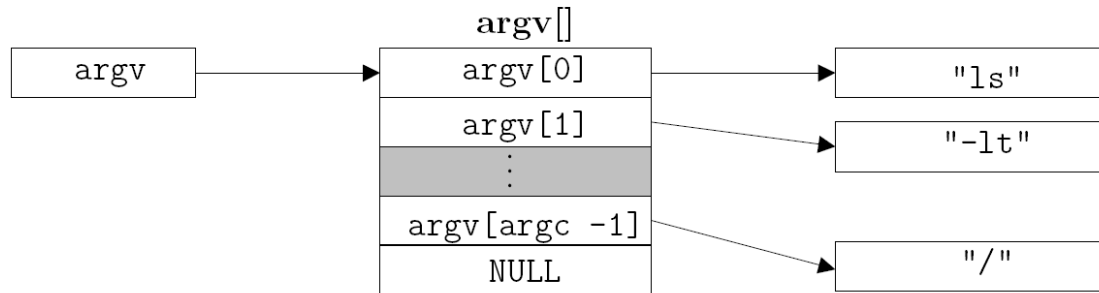 argv[]
argv
argv[0]
"ls"
argv[1]
"-lt"
⋮
argv[argc -1]
"/"
NULL